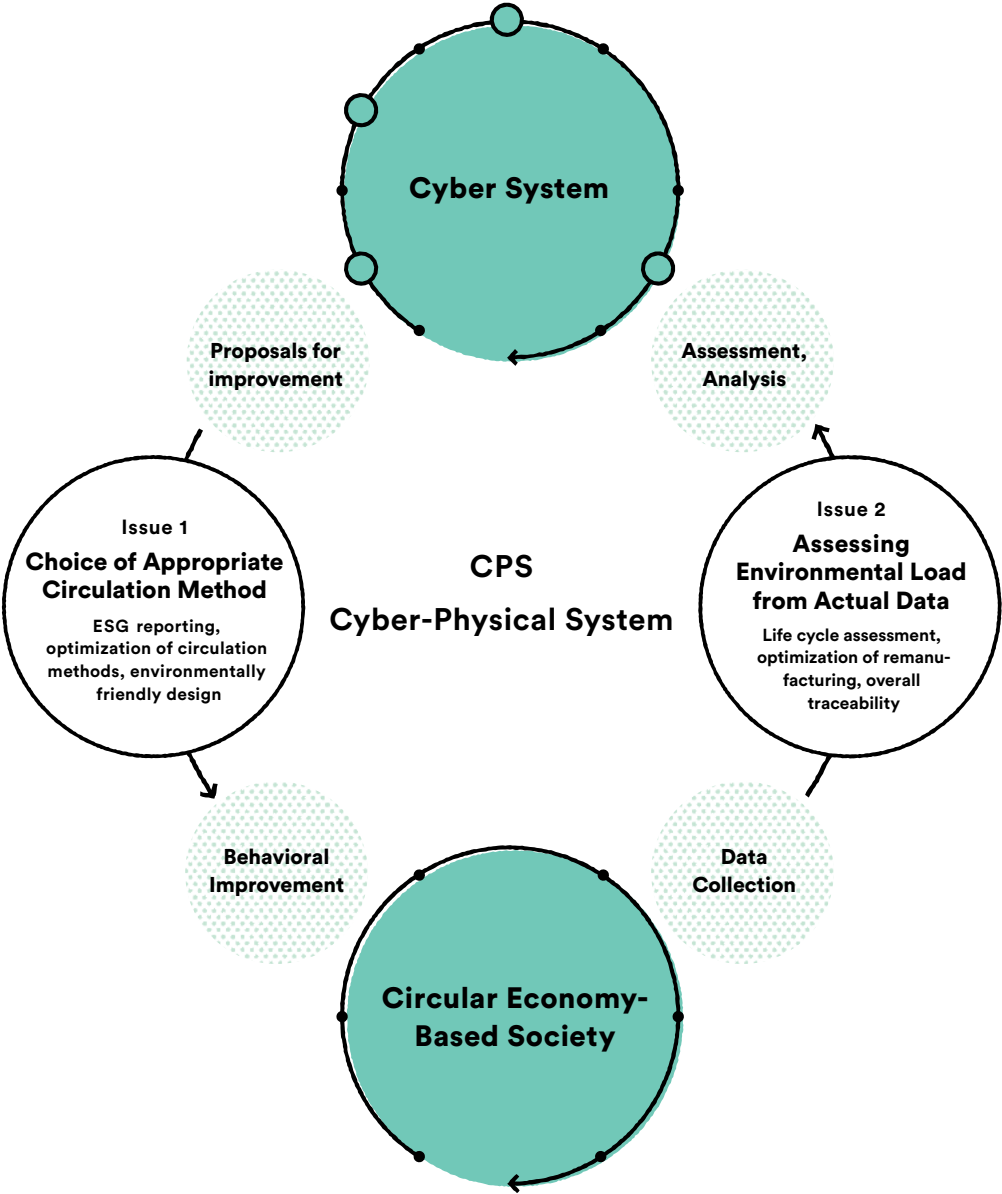 Cyber System
Proposals for
improvement
Assessment,
Analysis
Issue 1
Choice of Appropriate
Circulation Method
ESG reporting,
optimization of circulation
methods, environmentally
friendly design
CPS
Cyber-Physical System
Issue 2
Assessing
Environmental Load
from Actual Data
Life cycle assessment,
optimization of remanu-
facturing, overall
traceability
Behavioral
Improvement
Data
Collection
Circular Economy-
Based Society